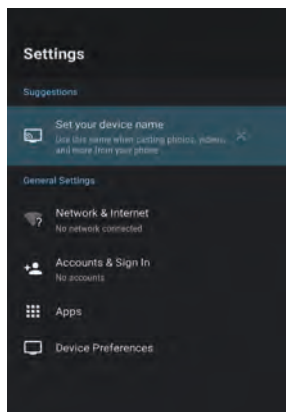 Settings
Suggestions
Set your device name
Use this name when casting photos, videos,
and more from your phone
General Settings
Network & Internet
No network connected
Accounts & Sign In
No accounts
Apps
Device Preferences